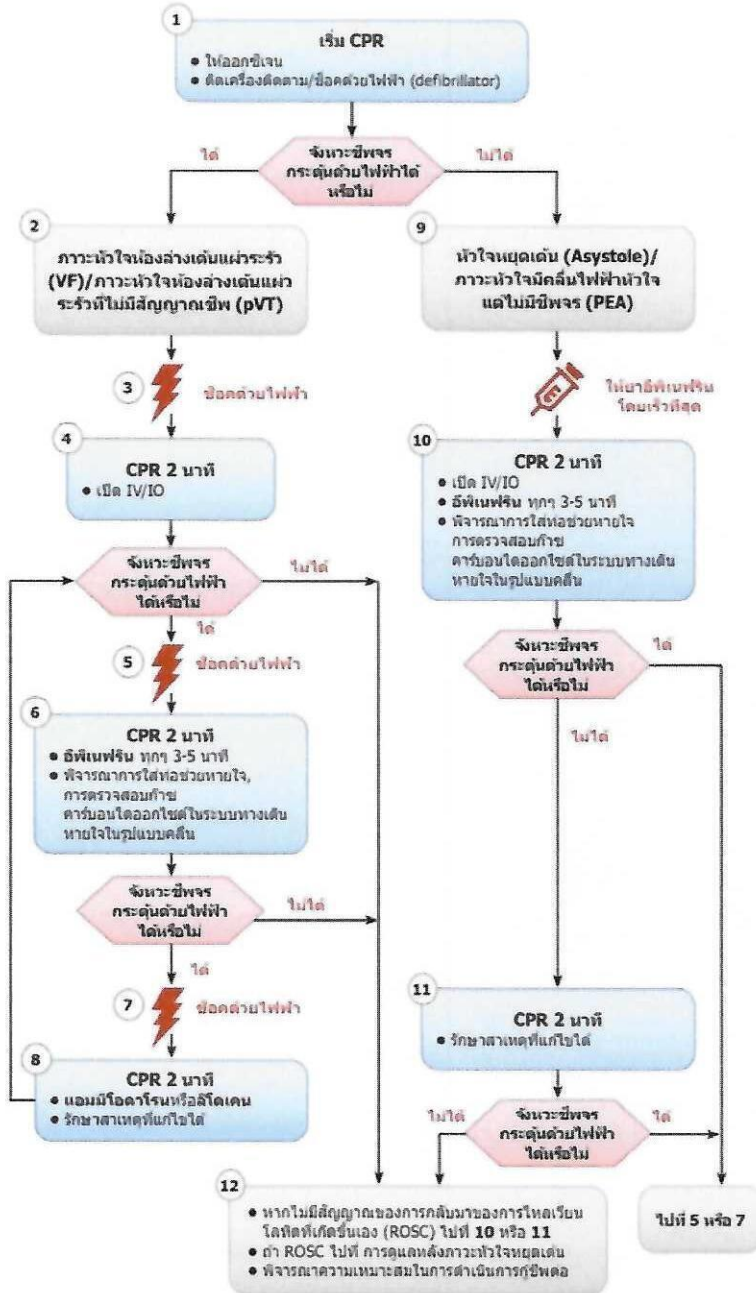 1
เริ่ม CPR
● ให้ออกซิเจน
● ติดเครื่องติดตาม/ช็อคด้วยไฟฟ้า (defibrillator)
จังหวะชีพจร
กระตุ้นด้วยไฟฟ้าได้
หรือไม่
ได้
ไม่ได้
2
ภาวะหัวใจห้องล่างเต้นแผ่วระรัว
(VF)/ภาวะหัวใจห้องล่างเต้นแผ่ว
ระรัวที่ไม่มีสัญญาณชีพ (pVT)
3
ช็อคด้วยไฟฟ้า
4
CPR 2 นาที
● เปิด IV/IO
จังหวะชีพจร
กระตุ้นด้วยไฟฟ้า
ได้หรือไม่
ไม่ได้
ได้
5
ช็อคด้วยไฟฟ้า
6
CPR 2 นาที
● อีพิเนฟริน ทุกๆ 3-5 นาที
● พิจารณาการใส่ท่อช่วยหายใจ,
การตรวจสอบก๊าซ
คาร์บอนไดออกไซด์ในระบบทางเดิน
หายใจในรูปแบบคลื่น
จังหวะชีพจร
กระตุ้นด้วยไฟฟ้า
ได้หรือไม่
ไม่ได้
ได้
7
ช็อคด้วยไฟฟ้า
8
CPR 2 นาที
● แอมมิโอดาโรนหรือลิโดเคน
● รักษาสาเหตุที่แก้ไขได้
9
หัวใจหยุดเต้น (Asystole)/
ภาวะหัวใจมีคลื่นไฟฟ้าหัวใจ
แต่ไม่มีชีพจร (PEA)
ให้ยาอีพิเนฟริน
โดยเร็วที่สุด
10
CPR 2 นาที
● เปิด IV/IO
● อีพิเนฟริน ทุกๆ 3-5 นาที
● พิจารณาการใส่ท่อช่วยหายใจ
การตรวจสอบก๊าซ
คาร์บอนไดออกไซด์ในระบบทางเดิน
หายใจในรูปแบบคลื่น
จังหวะชีพจร
กระตุ้นด้วยไฟฟ้า
ได้หรือไม่
ได้
ไม่ได้
11
CPR 2 นาที
● รักษาสาเหตุที่แก้ไขได้
จังหวะชีพจร
กระตุ้นด้วยไฟฟ้า
ได้หรือไม่
ไม่ได้
ได้
12
● หากไม่มีสัญญาณของการกลับมาของการไหลเวียน
โลหิตที่เกิดขึ้นเอง (ROSC) ไปที่ 10 หรือ 11
● ถ้า ROSC ไปที่ การดูแลหลังภาวะหัวใจหยุดเต้น
● พิจารณาความเหมาะสมในการดำเนินการกู้ชีพต่อ
ไปที่ 5 หรือ 7